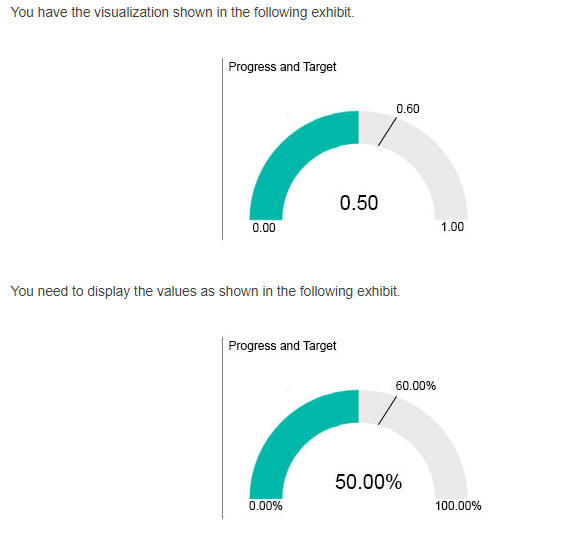 You have the visualization shown in the following exhibit.
Progress and Target
0.60
0.50
0.00
1.00
You need to display the values as shown in the following exhibit.
Progress and Target
60.00%
50.00%
0.00%
100.00%